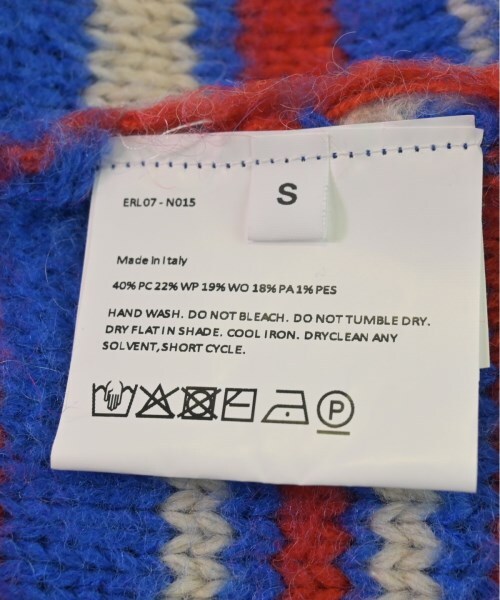 S
ERL07 - N015
Made in Italy
40% PC 22% WP 19% WO 18% PA 1% PES
HAND WASH. DO NOT BLEACH. DO NOT TUMBLE DRY.
DRY FLAT IN SHADE. COOL IRON. DRYCLEAN ANY
SOLVENT,SHORT CYCLE.
P